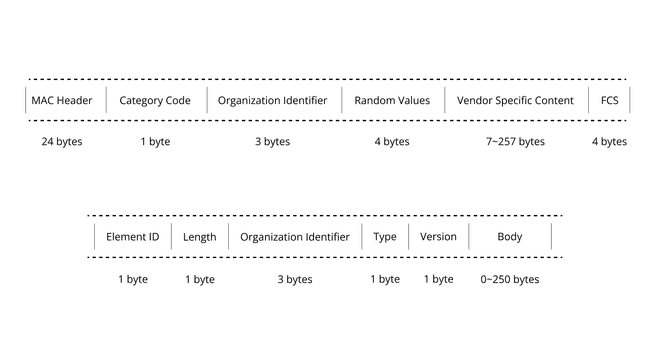 MAC Header Category Code Organization Identifier Random Values Vendor Specific Content FCS
24 bytes 1 byte 3 bytes 4 bytes 7~257 bytes 4 bytes
Element ID Length Organization Identifier Type Version Body
1 byte 1 byte 3 bytes 1 byte 1 byte 0~250 bytes